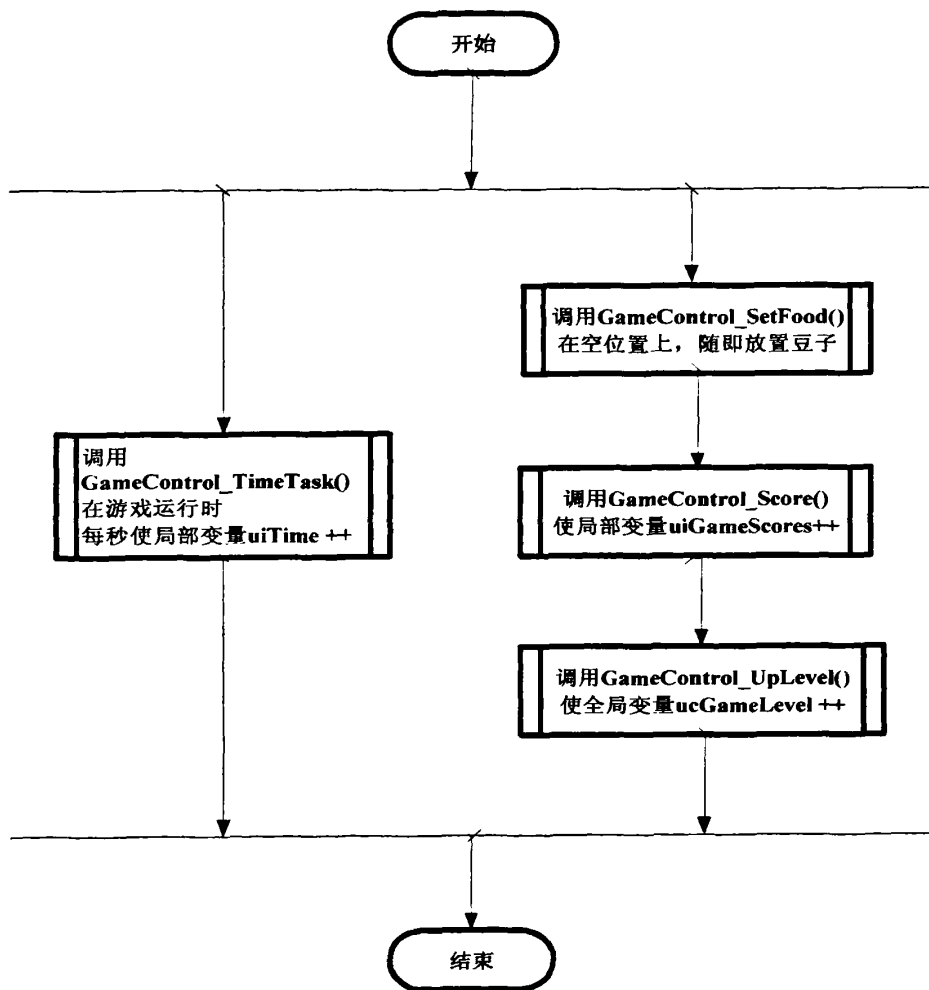 开始
调用GameControl_SetFood()
在空位置上，随即放置豆子
调用
GameControl_TimeTask()
在游戏运行时
每秒使局部变量uiTime ++
调用GameControl_Score()
使局部变量uiGameScores++
调用GameControl_UpLevel()
使全局变量ucGameLevel ++
结束